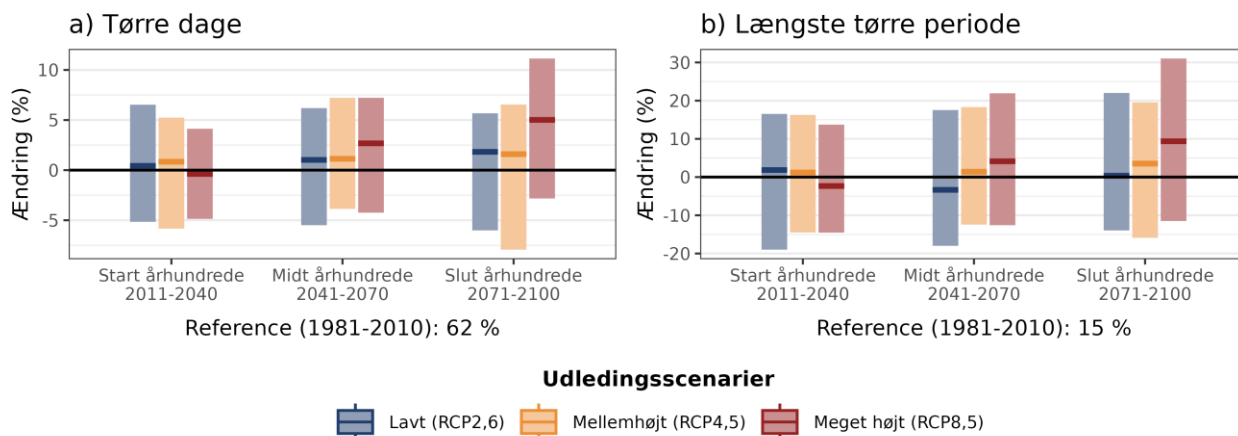 a) Tørre dage
Ændring (%)
10
5
0
-5
Start århundrede
2011-2040
Midt århundrede
2041-2070
Slut århundrede
2071-2100
Reference (1981-2010): 62 %
b) Længste tørre periode
Ændring (%)
30
20
10
0
-10
-20
Start århundrede
2011-2040
Midt århundrede
2041-2070
Slut århundrede
2071-2100
Reference (1981-2010): 15 %
Udledingsscenarier
Lavt (RCP2,6)
Mellemhøjt (RCP4,5)
Meget højt (RCP8,5)